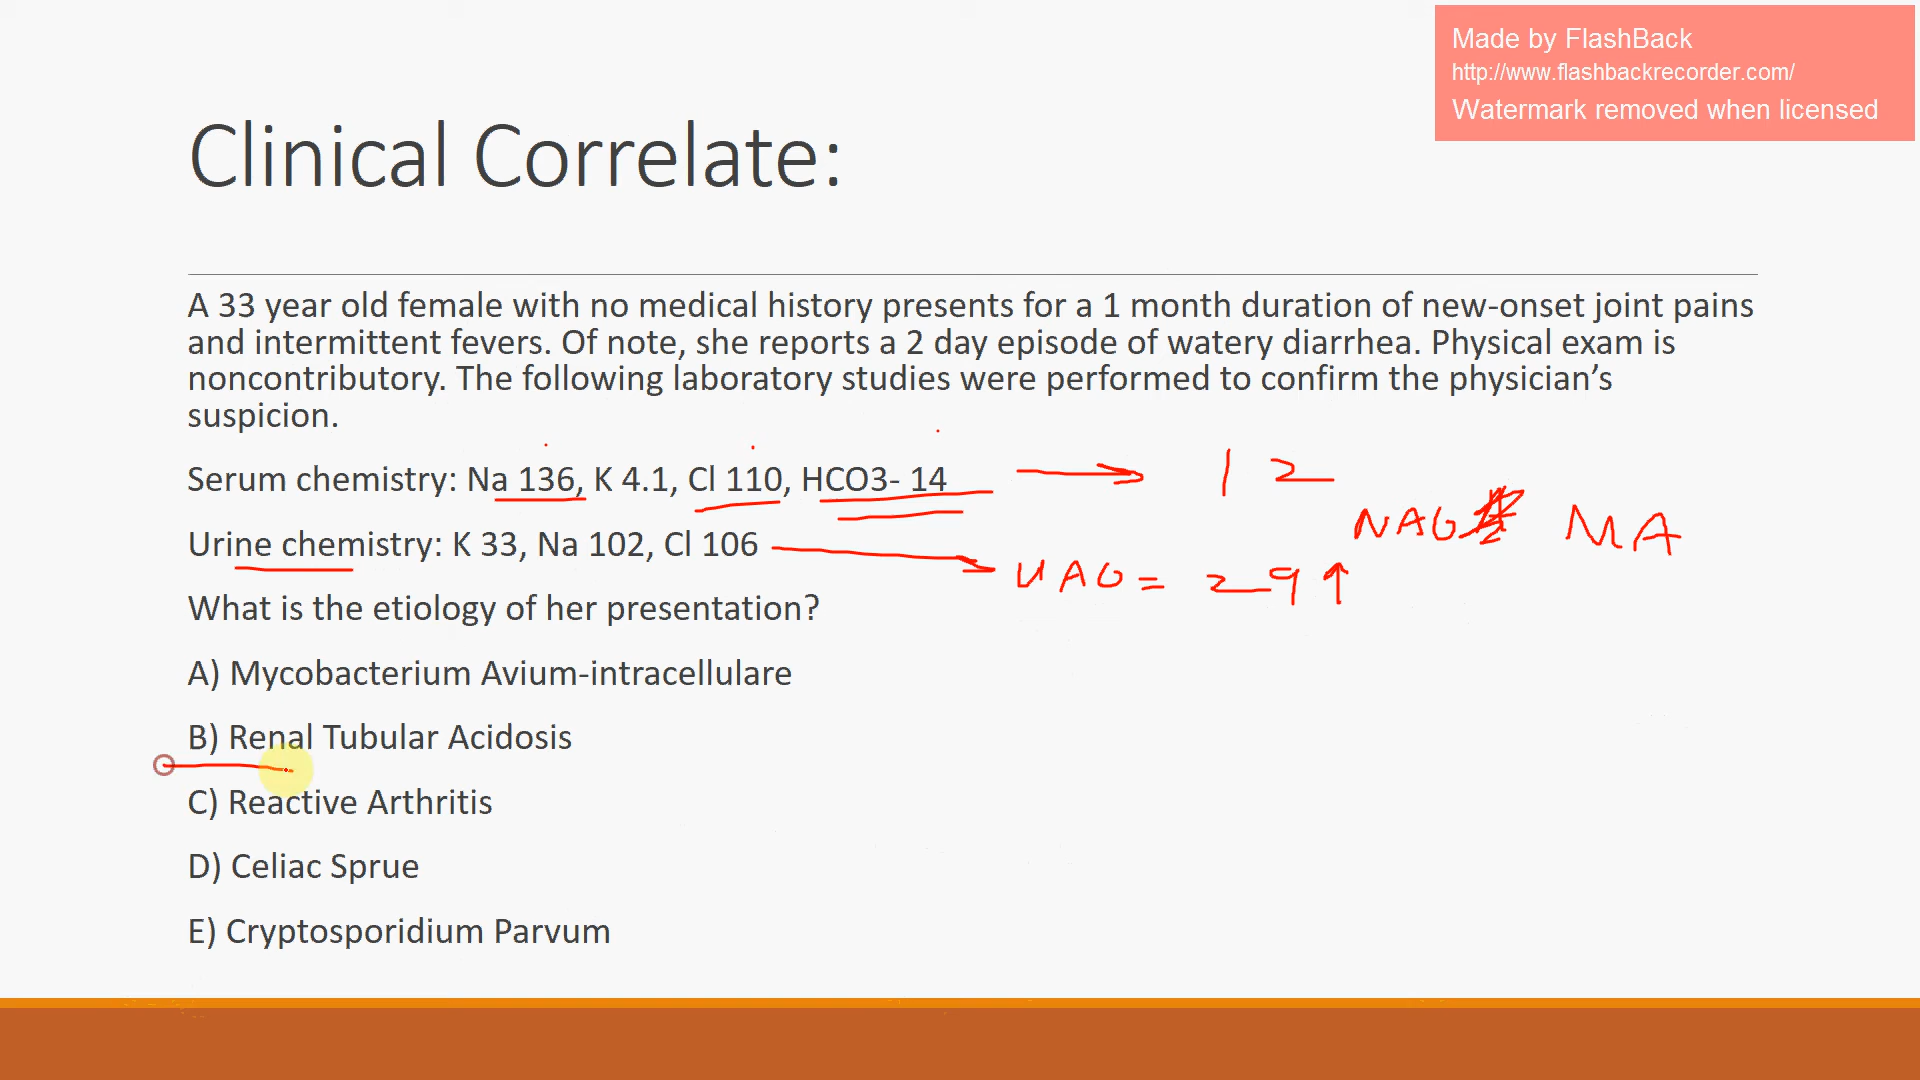 Made by FlashBack
http://www.flashbackrecorder.com/
Watermark removed when licensed
Clinical Correlate:
A 33 year old female with no medical history presents for a 1 month duration of new-onset joint pains
and intermittent fevers. Of note, she reports a 2 day episode of watery diarrhea. Physical exam is
noncontributory. The following laboratory studies were performed to confirm the physician's
suspicion.
Serum chemistry: Na 136, K 4.1, Cl 110, HCO3- 14
12
NAG MA
Urine chemistry: K 33, Na 102, Cl 106
UAG = 29 ↑
What is the etiology of her presentation?
A) Mycobacterium Avium-intracellulare
B) Renal Tubular Acidosis
C) Reactive Arthritis
D) Celiac Sprue
E) Cryptosporidium Parvum